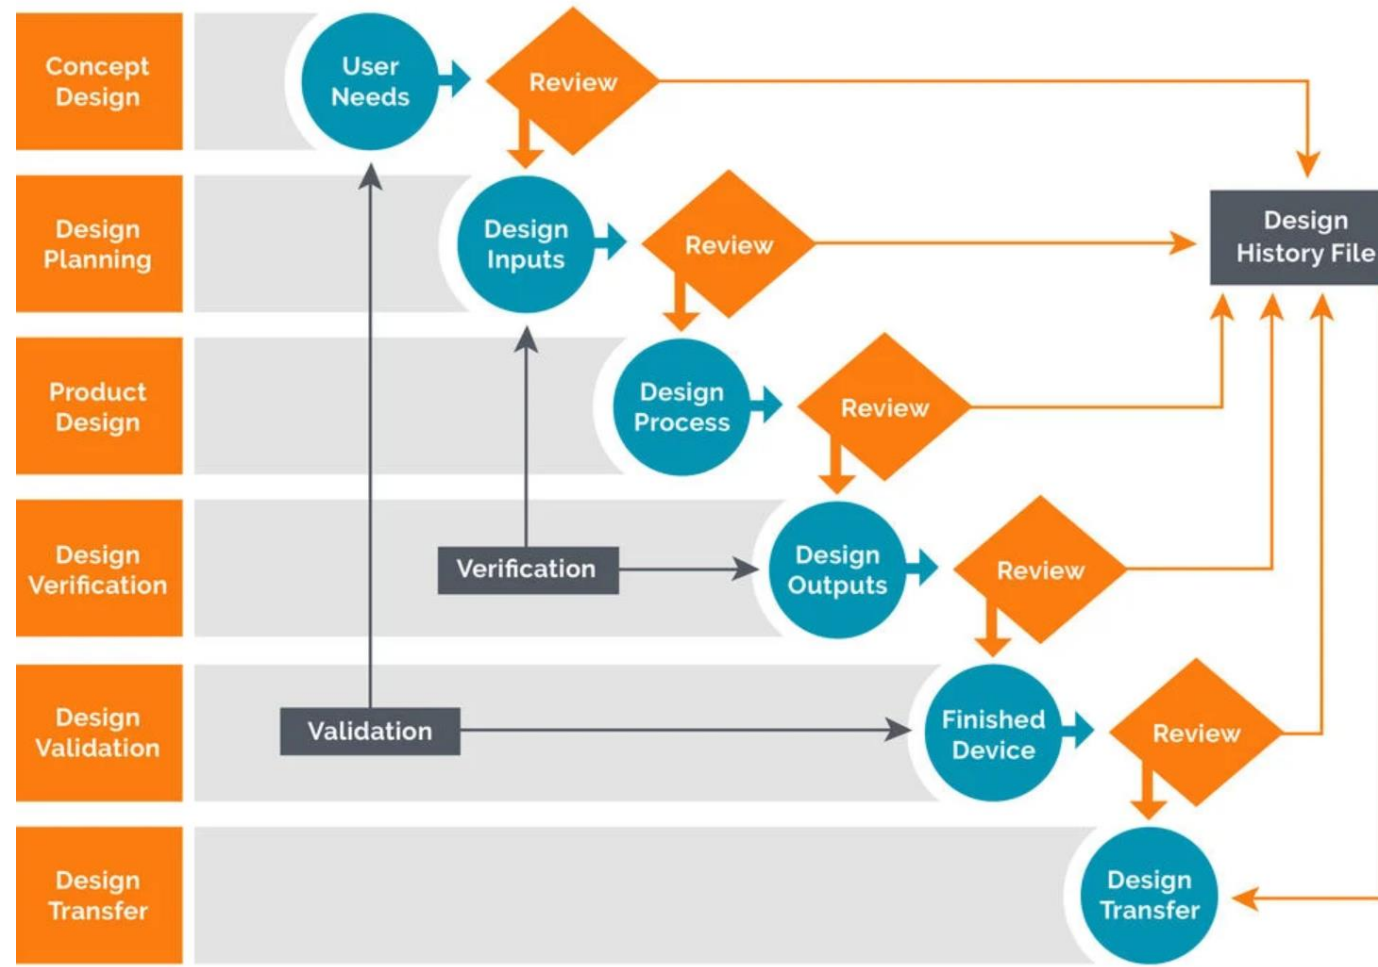 Concept
Design
User
Needs
Review
Design
Planning
Design
Inputs
Review
Design
History File
Product
Design
Design
Process
Review
Design
Verification
Verification
Design
Outputs
Review
Design
Validation
Validation
Finished
Device
Review
Design
Transfer
Design
Transfer